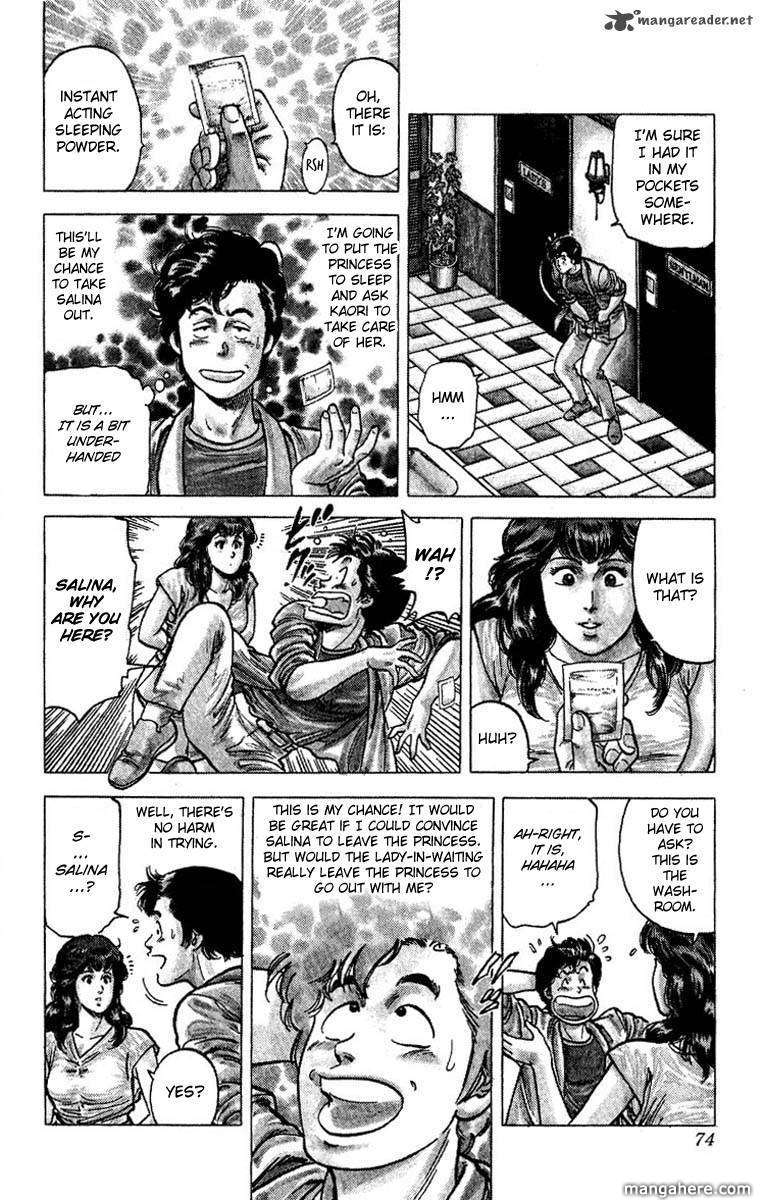 mangareader.net
I'M SURE
I HAD IT
IN MY
POCKETS
SOME-
WHERE.
LADYS
GENTLEMAN
HMM
...
OH,
THERE
IT IS:
RSH
INSTANT
ACTING
SLEEPING
POWDER.
I'M GOING
TO PUT THE
PRINCESS
TO SLEEP
AND ASK
KAORI TO
TAKE CARE
OF HER.
THIS'LL
BE MY
CHANCE
TO TAKE
SALINA
OUT.
BUT...
IT IS A BIT
UNDER-
HANDED
WHAT IS
THAT?
HUH?
WAH
!?
ビクッ
SALINA,
WHY
ARE YOU
HERE?
DO YOU
HAVE TO
ASK?
THIS IS
THE
WASH-
ROOM.
AH-RIGHT,
IT IS,
HAHAHA
...
THIS IS MY CHANCE! IT WOULD
BE GREAT IF I COULD CONVINCE
SALINA TO LEAVE THE PRINCESS.
BUT WOULD THE LADY-IN-WAITING
REALLY LEAVE THE PRINCESS TO
GO OUT WITH ME?
WELL, THERE'S
NO HARM
IN TRYING.
S-
...
SALINA
...?
YES?
74
mangahere.com